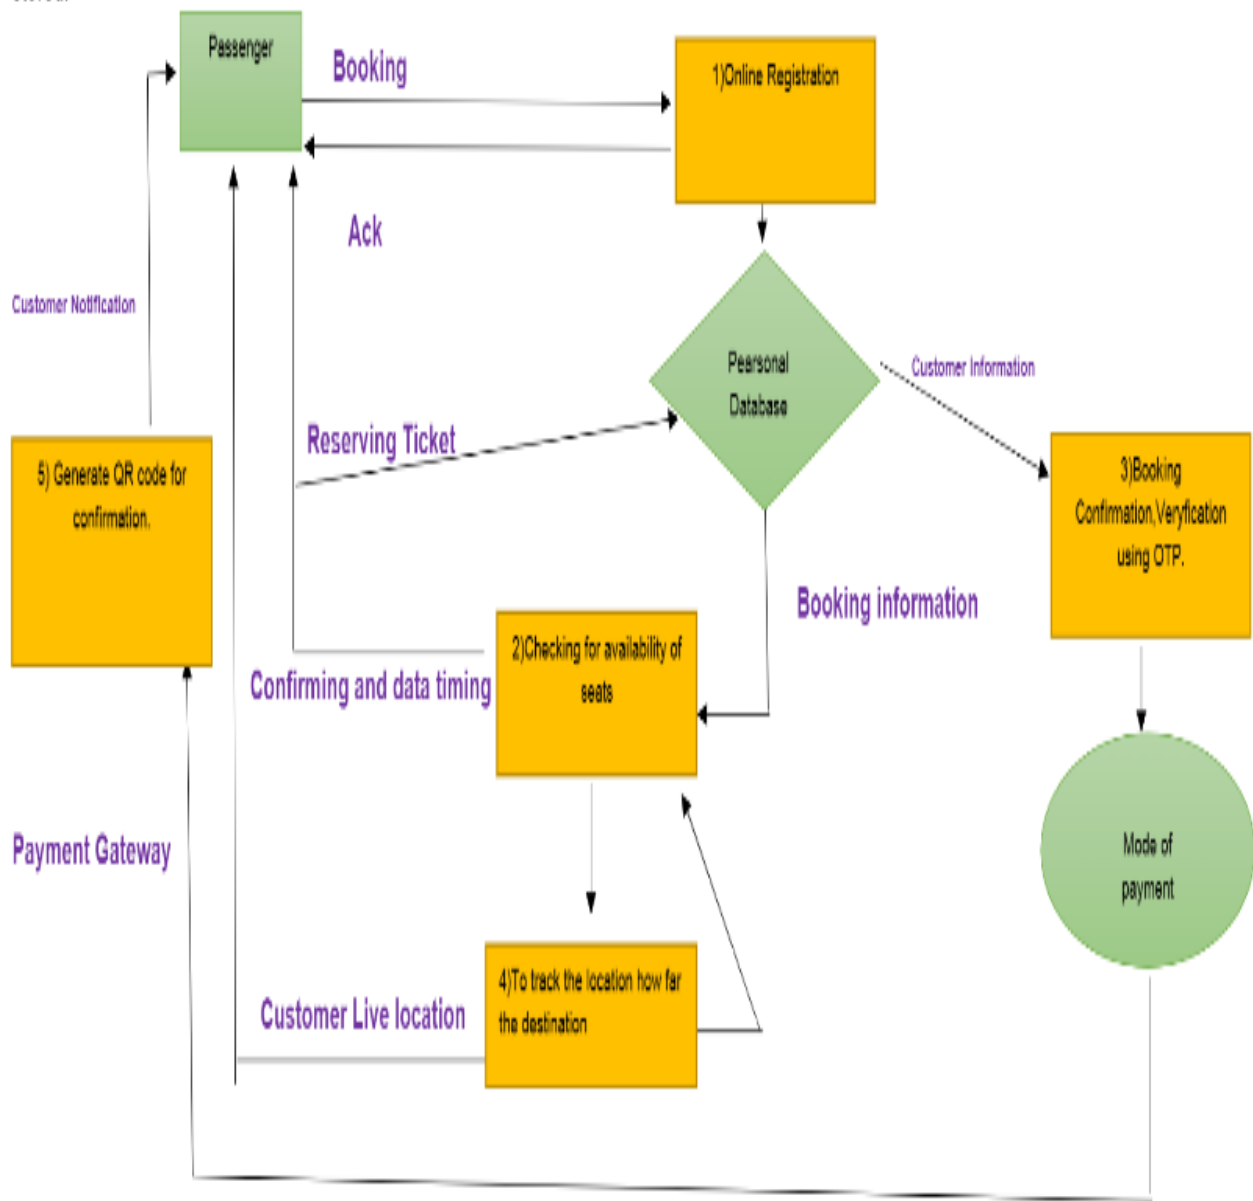 Passenger
Booking
1)Online Registration
Ack
Customer Notification
Pearsonal
Database
Customer Information
Reserving Ticket
5) Generate QR code for
confirmation.
3)Booking
Confirmation,Veryfication
using OTP.
Booking information
2)Checking for availability of
seats
Confirming and data timing
Payment Gateway
Mode of
payment
4)To track the location how far
the destination
Customer Live location